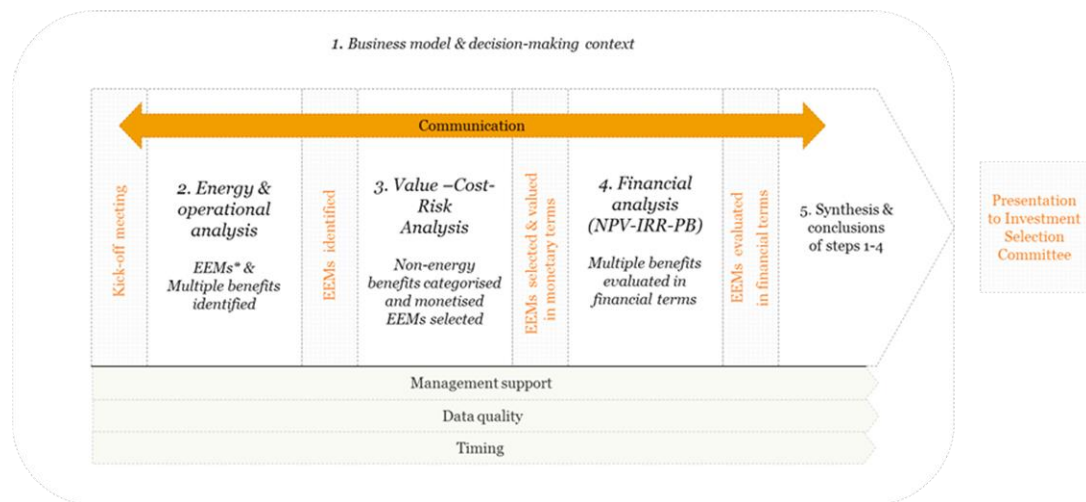 1. Business model & decision-making context
Communication
Kick-off meeting
2. Energy &
operational
analysis
EEMs* &
Multiple benefits
identified
EEMs identified
3. Value –Cost-
Risk
Analysis
Non-energy
benefits categorised
and monetised
EEMs selected
EEMs selected & valued
in monetary terms
4. Financial
analysis
(NPV-IRR-PB)
Multiple benefits
evaluated in
financial terms
EEMs evaluated
in financial terms
5. Synthesis &
conclusions
of steps 1-4
Presentation
to Investment
Selection
Committee
Management support
Data quality
Timing